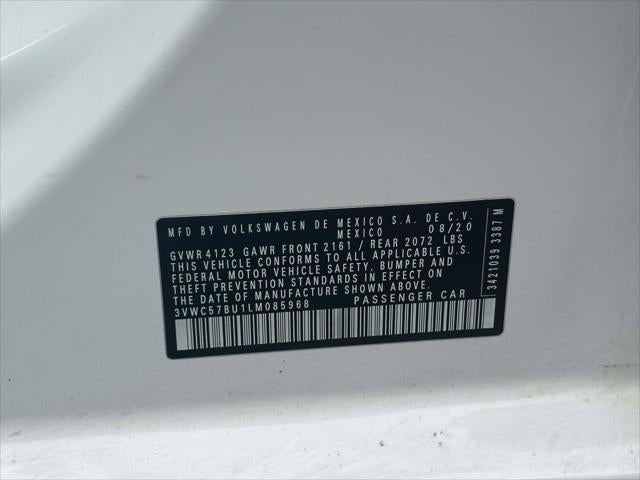 MFD BY VOLKSWAGEN DE MEXICO S.A. DE C.V.
MEXICO 08/20
GVWR 4123 GAWR FRONT 2161 / REAR 2072 LBS
THIS VEHICLE CONFORMS TO ALL APPLICABLE U.S.
FEDERAL MOTOR VEHICLE SAFETY, BUMPER AND
THEFT PREVENTION STANDARDS IN EFFECT ON
THE DATE OF MANUFACTURE SHOWN ABOVE.
3VWC57BU1LM085968 PASSENGER CAR
3421039 3387 M